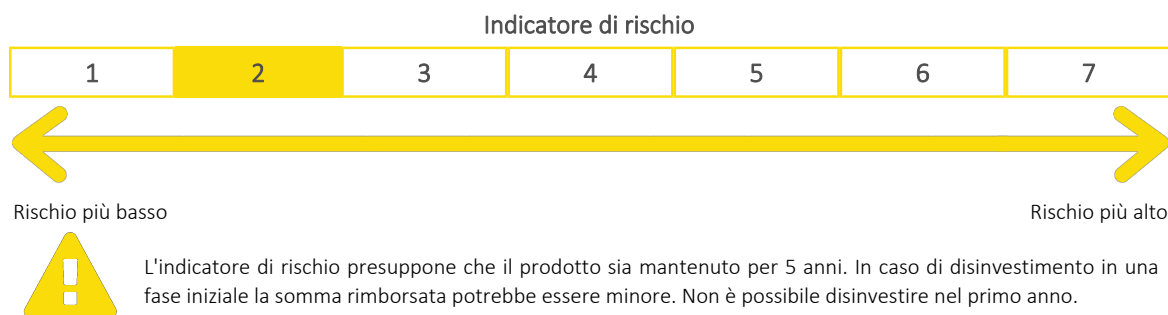 Indicatore di rischio
1 2 3 4 5 6 7
Rischio più basso Rischio più alto
L'indicatore di rischio presuppone che il prodotto sia mantenuto per 5 anni. In caso di disinvestimento in una
fase iniziale la somma rimborsata potrebbe essere minore. Non è possibile disinvestire nel primo anno.